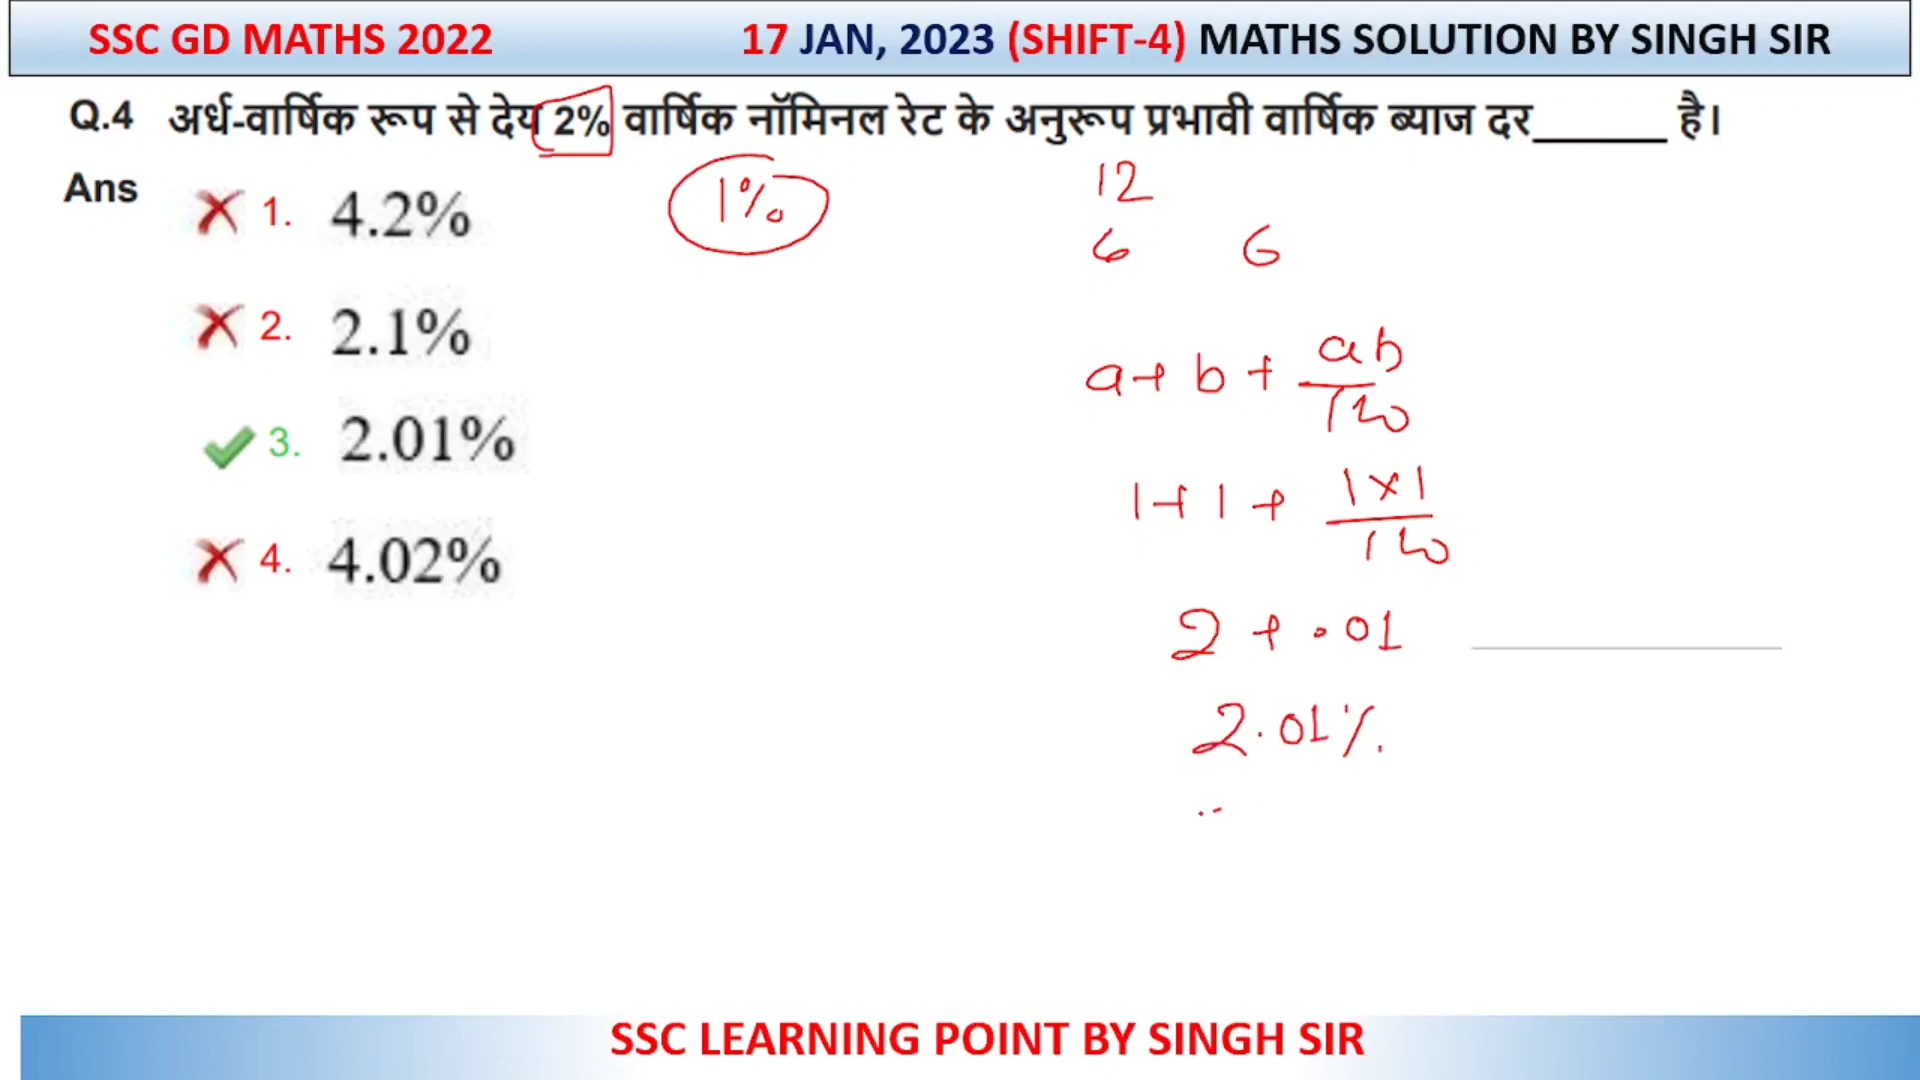 SSC GD MATHS 2022 17 JAN, 2023 (SHIFT-4) MATHS SOLUTION BY SINGH SIR
Q.4 अर्ध-वार्षिक रूप से देय 2% वार्षिक नॉमिनल रेट के अनुरूप प्रभावी वार्षिक ब्याज दर______ है।
Ans
1. 4.2%
2. 2.1%
3. 2.01%
4. 4.02%
1%
12
6 6
a+ b + ab/100
1+1+ 1×1/100
2 + .01
2.01%.
SSC LEARNING POINT BY SINGH SIR